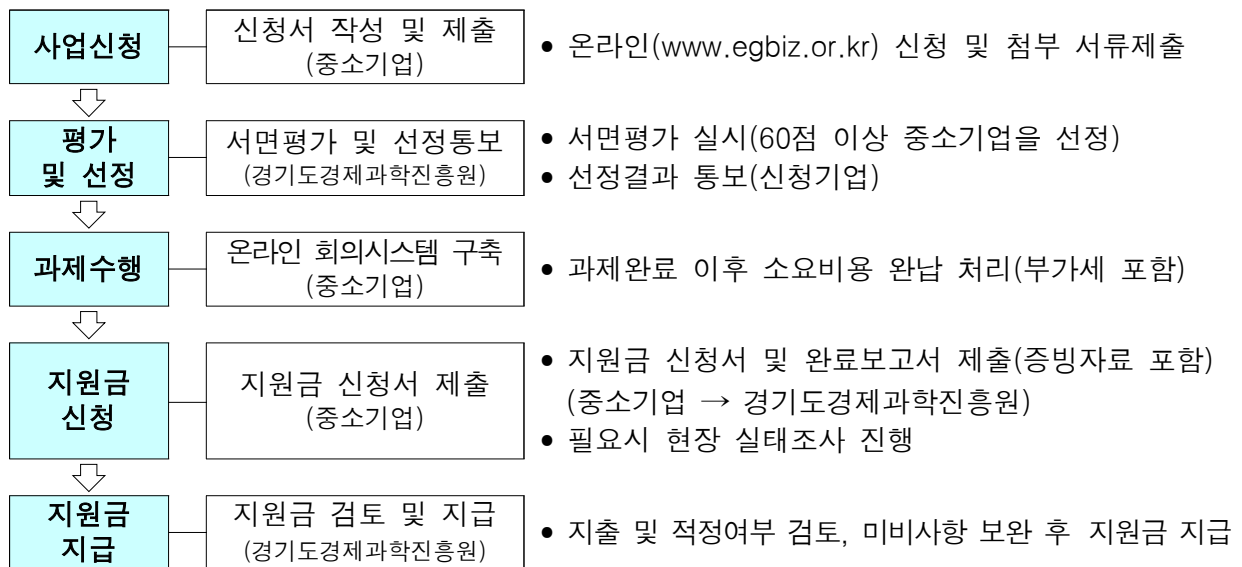 사업신청
신청서 작성 및 제출
(중소기업)
• 온라인(www.egbiz.or.kr) 신청 및 첨부 서류제출
평가
및 선정
서면평가 및 선정통보
(경기도경제과학진흥원)
• 서면평가 실시(60점 이상 중소기업을 선정)
• 선정결과 통보(신청기업)
과제수행
온라인 회의시스템 구축
(중소기업)
• 과제완료 이후 소요비용 완납 처리(부가세 포함)
지원금
신청
지원금 신청서 제출
(중소기업)
• 지원금 신청서 및 완료보고서 제출(증빙자료 포함)
(중소기업 → 경기도경제과학진흥원)
• 필요시 현장 실태조사 진행
지원금
지급
지원금 검토 및 지급
(경기도경제과학진흥원)
• 지출 및 적정여부 검토, 미비사항 보완 후 지원금 지급